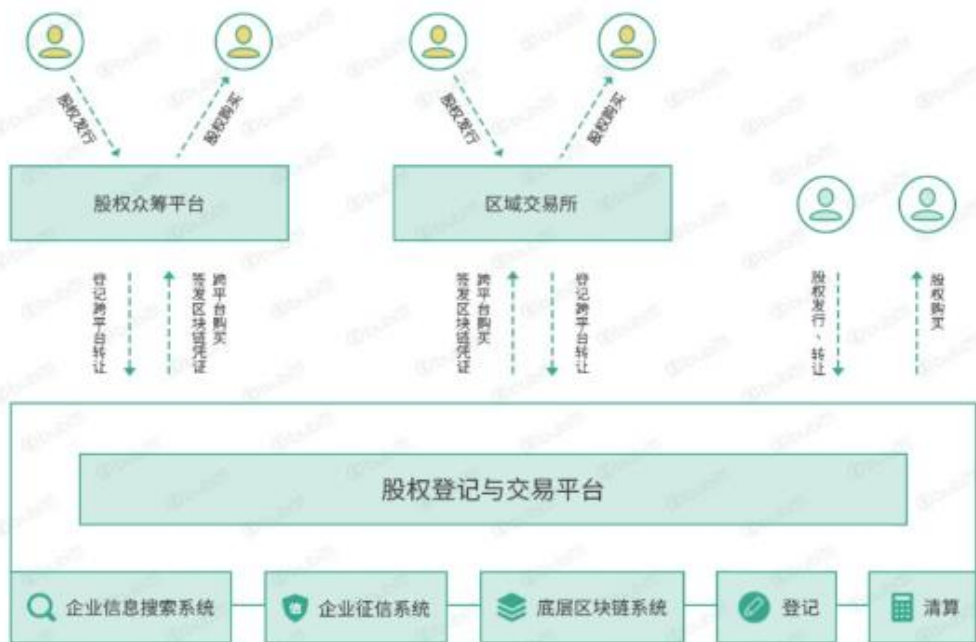 股权发行
股权购买
股权发行
股权购买
股权众筹平台
区域交易所
登记跨平台转让
跨平台购买
签发区块链凭证
跨平台购买
签发区块链凭证
登记跨平台转让
股权发行、转让
股权购买
股权登记与交易平台
企业信息搜索系统
信
企业征信系统
底层区块链系统
登记
清算